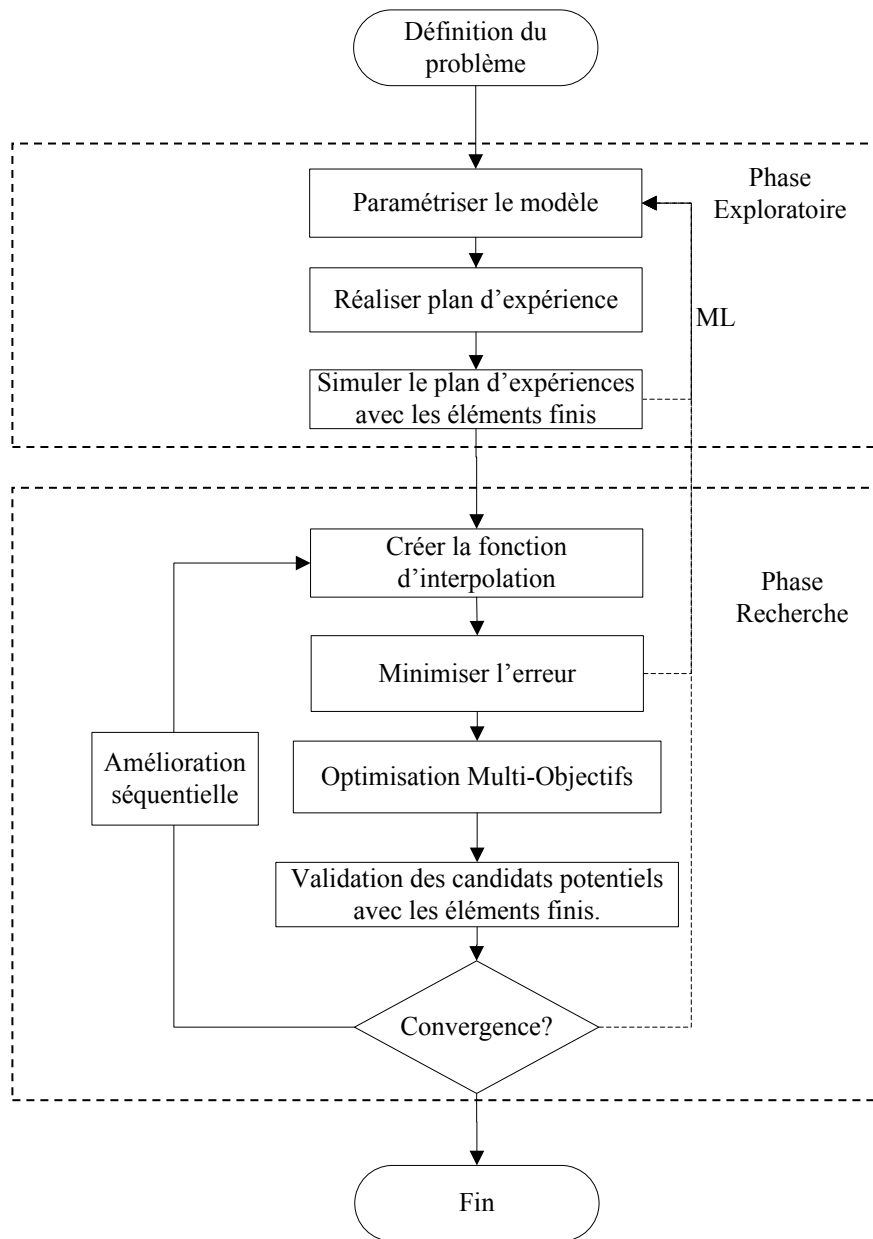 Définition du
problème
Paramétriser le modèle
Phase
Exploratoire
Réaliser plan d’expérience
ML
Simuler le plan d’expériences
avec les éléments finis
Créer la fonction
d’interpolation
Phase
Recherche
Minimiser l’erreur
Amélioration
séquentielle
Optimisation Multi-Objectifs
Validation des candidats potentiels
avec les éléments finis.
Convergence?
Fin